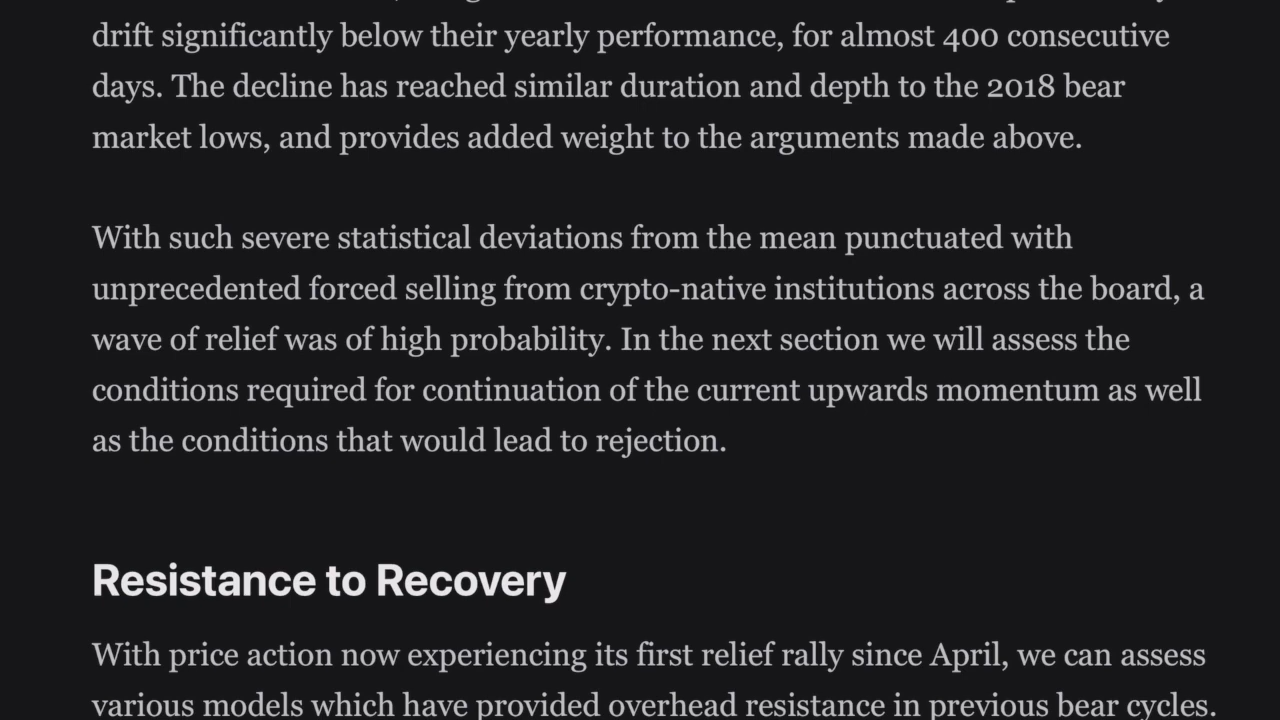 drift significantly below their yearly performance, for almost 400 consecutive
days. The decline has reached similar duration and depth to the 2018 bear
market lows, and provides added weight to the arguments made above.
With such severe statistical deviations from the mean punctuated with
unprecedented forced selling from crypto-native institutions across the board, a
wave of relief was of high probability. In the next section we will assess the
conditions required for continuation of the current upwards momentum as well
as the conditions that would lead to rejection.
Resistance to Recovery
With price action now experiencing its first relief rally since April, we can assess
various models which have provided overhead resistance in previous bear cycles.